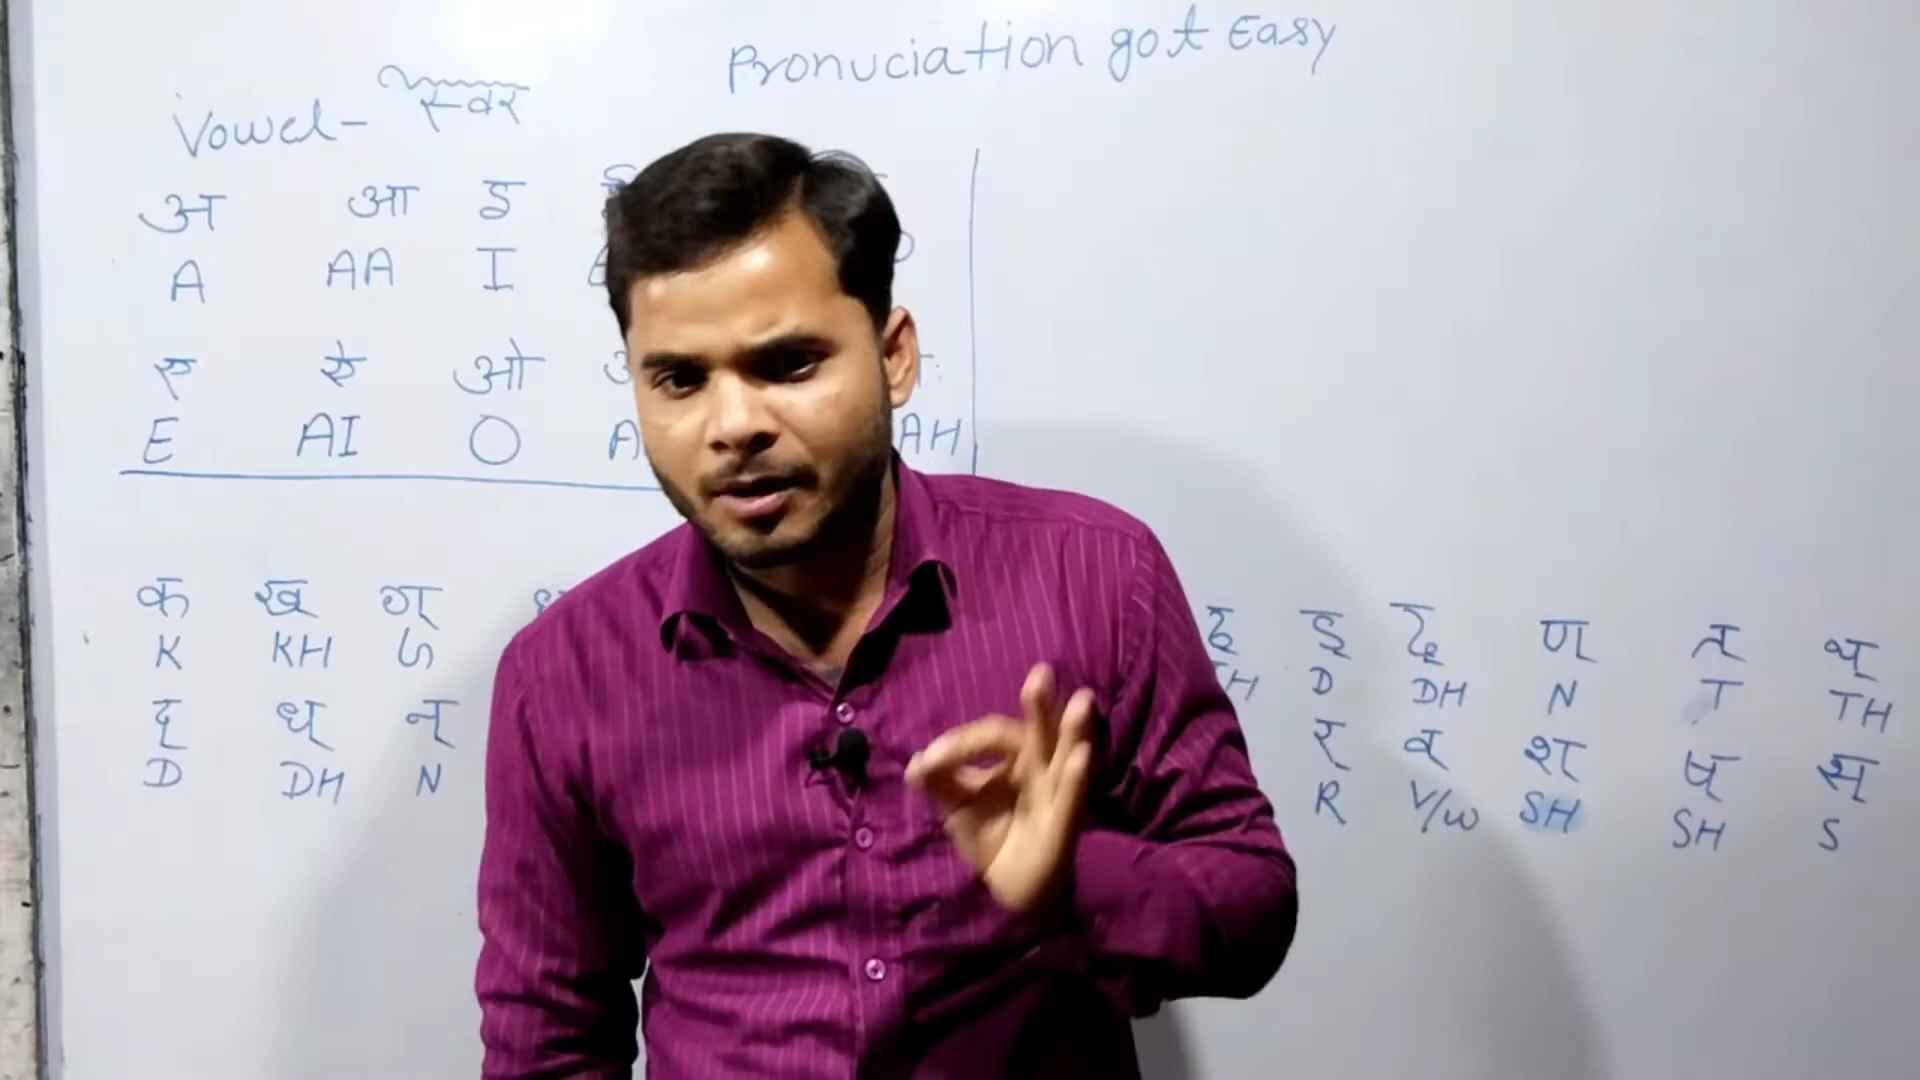 Pronuciation got Easy
Vowel- स्वर
अ आ इ
A AA I
ए ऐ ओ
E AI O AH
क ख ग्
K KH G
ढ़ ड़ ढ़ ण् त् थ्
H D DH N T TH
द् ध् न्
D DH N
र् व श् ष् स्
R V/W SH SH S